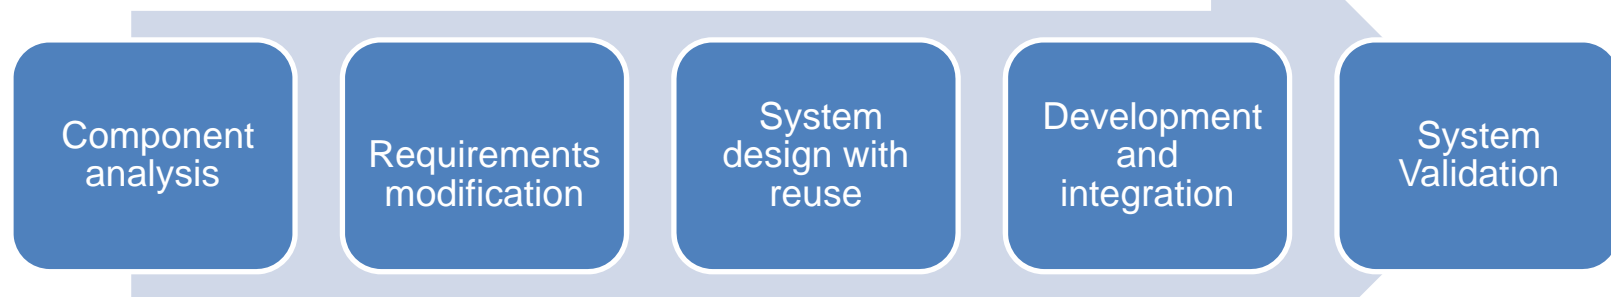 Component
analysis
Requirements
modification
System
design with
reuse
Development
and
integration
System
Validation